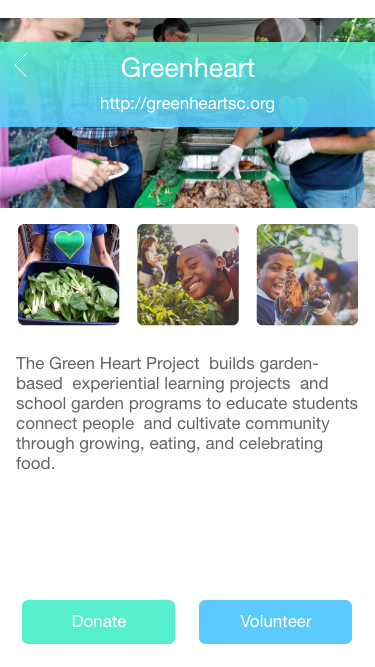 Greenheart
http://greenheartsc.org
The Green Heart Project  builds garden-
based  experiential learning projects  and
school garden programs to educate students
connect people  and cultivate community
through growing, eating, and celebrating
food.
Donate
Volunteer